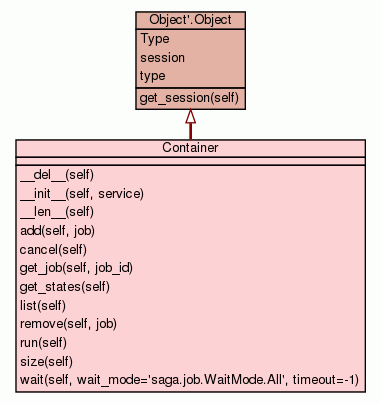 Object'.Object
Type
session
type
get_session(self)
Container
__del__(self)
__init__(self, service)
__len__(self)
add(self, job)
cancel(self)
get_job(self, job_id)
get_states(self)
list(self)
remove(self, job)
run(self)
size(self)
wait(self, wait_mode='saga.job.WaitMode.All', timeout=-1)